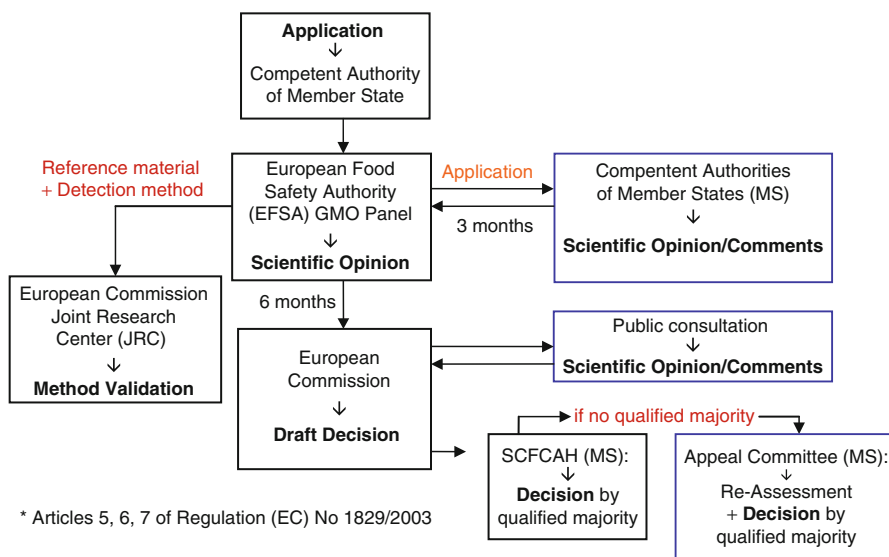 Application
↓
Competent Authority
of Member State
Reference material
+ Detection method
European Food
Safety Authority
(EFSA) GMO Panel
↓
Scientific Opinion
Application
3 months
Compentent Authorities
of Member States (MS)
↓
Scientific Opinion/Comments
European Commission
Joint Research
Center (JRC)
↓
Method Validation
6 months
European
Commission
↓
Draft Decision
Public consultation
↓
Scientific Opinion/Comments
if no qualified majority
SCFCAH (MS):
↓
Decision by
qualified majority
Appeal Committee (MS):
↓
Re-Assessment
+ Decision by
qualified majority
* Articles 5, 6, 7 of Regulation (EC) No 1829/2003